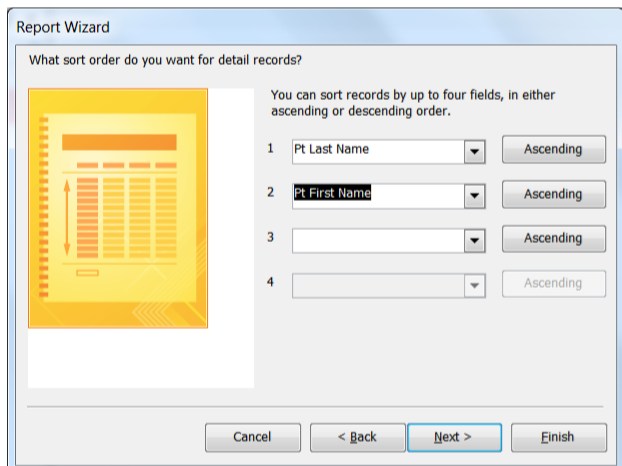 Report Wizard
What sort order do you want for detail records?
You can sort records by up to four fields, in either
ascending or descending order.
1 Pt Last Name Ascending
2 Pt First Name Ascending
3 Ascending
4 Ascending
Cancel < Back Next > Finish